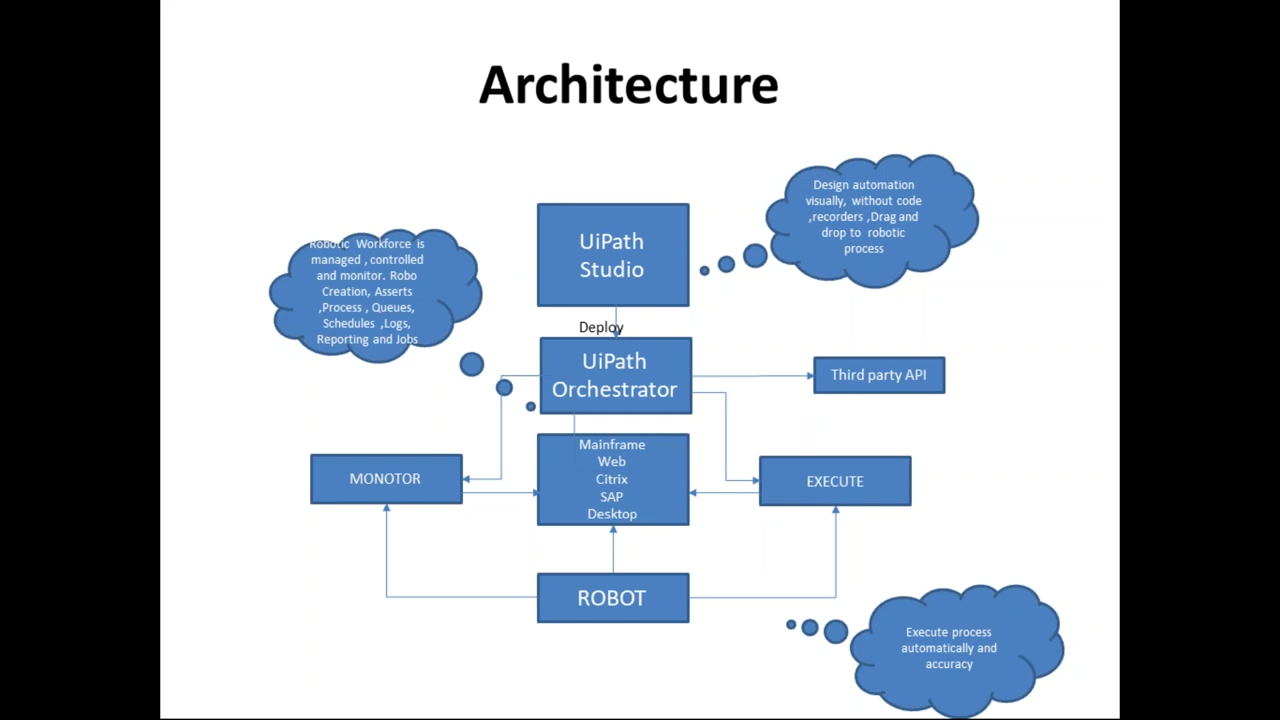 Architecture
Design automation
visually, without code
,recorders ,Drag and
drop to robotic
process
UiPath
Studio
Robotic Workforce is
managed , controlled
and monitor. Robo
Creation, Asserts
,Process , Queues,
Schedules ,Logs,
Reporting and Jobs
Deploy
UiPath
Orchestrator
Third party API
Mainframe
Web
Citrix
SAP
Desktop
MONOTOR
EXECUTE
ROBOT
Execute process
automatically and
accuracy